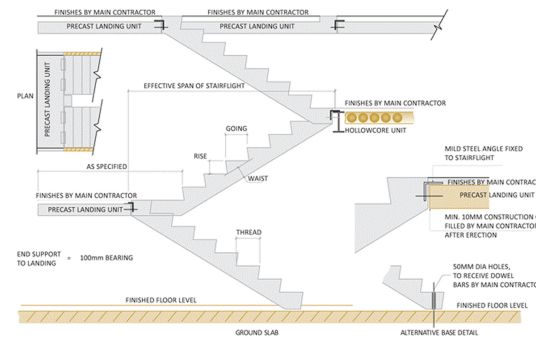 FINISHES BY MAIN CONTRACTOR
FINISHES BY MAIN CONTRACTOR
PRECAST LANDING UNIT
PRECAST LANDING UNIT
PLAN
PRECAST LANDING UNIT
EFFECTIVE SPAN OF STAIRFLIGHT
FINISHES BY MAIN CONTRACTOR
HOLLOWCORE UNIT
GOING
RISE
WAIST
AS SPECIFIED
FINISHES BY MAIN CONTRACTOR
PRECAST LANDING UNIT
MILD STEEL ANGLE FIXED
TO STAIRFLIGHT
FINISHES BY MAIN CONTRAC
PRECAST LANDING UNIT
MIN. 10MM CONSTRUCTION
FILLED BY MAIN CONTRACTOR
AFTER ERECTION
THREAD
END SUPPORT
TO LANDING = 100mm BEARING
50MM DIA HOLES,
TO RECEIVE DOWEL
BARS BY MAIN CONTRACTOR
FINISHED FLOOR LEVEL
FINISHED FLOOR LEVEL
GROUND SLAB
ALTERNATIVE BASE DETAIL